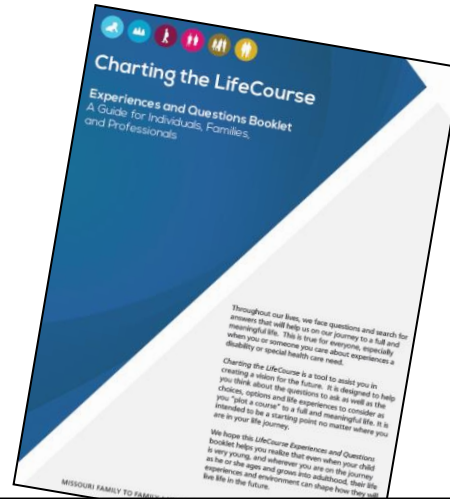 Charting the LifeCourse
Experiences and Questions Booklet
A Guide for Individuals, Families,
and Professionals
Throughout our lives, we face questions and search for
answers that will help us on our journey to a full and
meaningful life. This is true for everyone, especially
when you or someone you care about experiences a
disability or special health care need.
Charting the LifeCourse is a tool to assist you in
creating a vision for the future. It is designed to help
you think about the questions to ask as well as the
choices, options and life experiences to consider as
you "plot a course" to a full and meaningful life. It is
intended to be a starting point no matter where you
are in your life journey.
We hope this LifeCourse Experiences and Questions
booklet helps you realize that even when your child
is very young, and wherever you are on the journey
as he or she ages and grows into adulthood, their life
experiences and environment can shape how they will
live life in the future.
MISSOURI FAMILY TO FAMILY